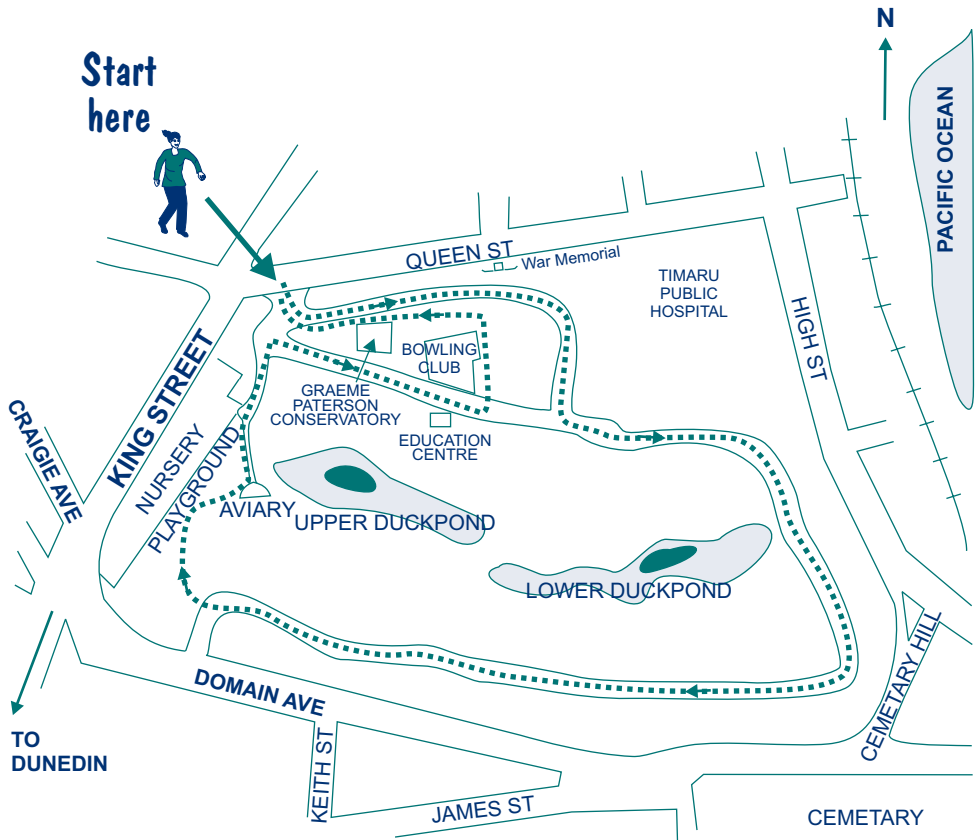 N
Start
here
PACIFIC OCEAN
QUEEN ST
War Memorial
TIMARU
PUBLIC
HOSPITAL
HIGH ST
KING STREET
BOWLING
CLUB
GRAEME
PATERSON
CONSERVATORY
EDUCATION
CENTRE
CRAIGIE AVE
NURSERY
PLAYGROUND
AVIARY
UPPER DUCKPOND
LOWER DUCKPOND
DOMAIN AVE
CEMETARY HILL
TO
DUNEDIN
KEITH ST
JAMES ST
CEMETARY